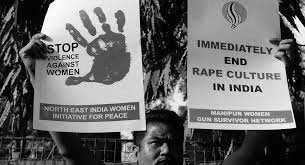 STOP
VIOLENCE
AGAINST
WOMEN
NORTH EAST INDIA WOMEN
INITIATIVE FOR PEACE
IMMEDIATELY
END
RAPE CULTURE
IN INDIA
MANIPUR WOMEN
GUN SURVIVOR NETWORK